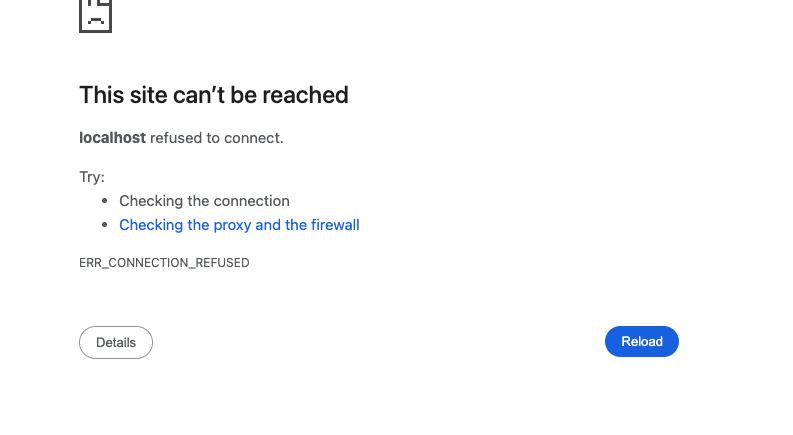 This site can’t be reached
localhost refused to connect.
Try:
• Checking the connection
• Checking the proxy and the firewall
ERR_CONNECTION_REFUSED
Details
Reload